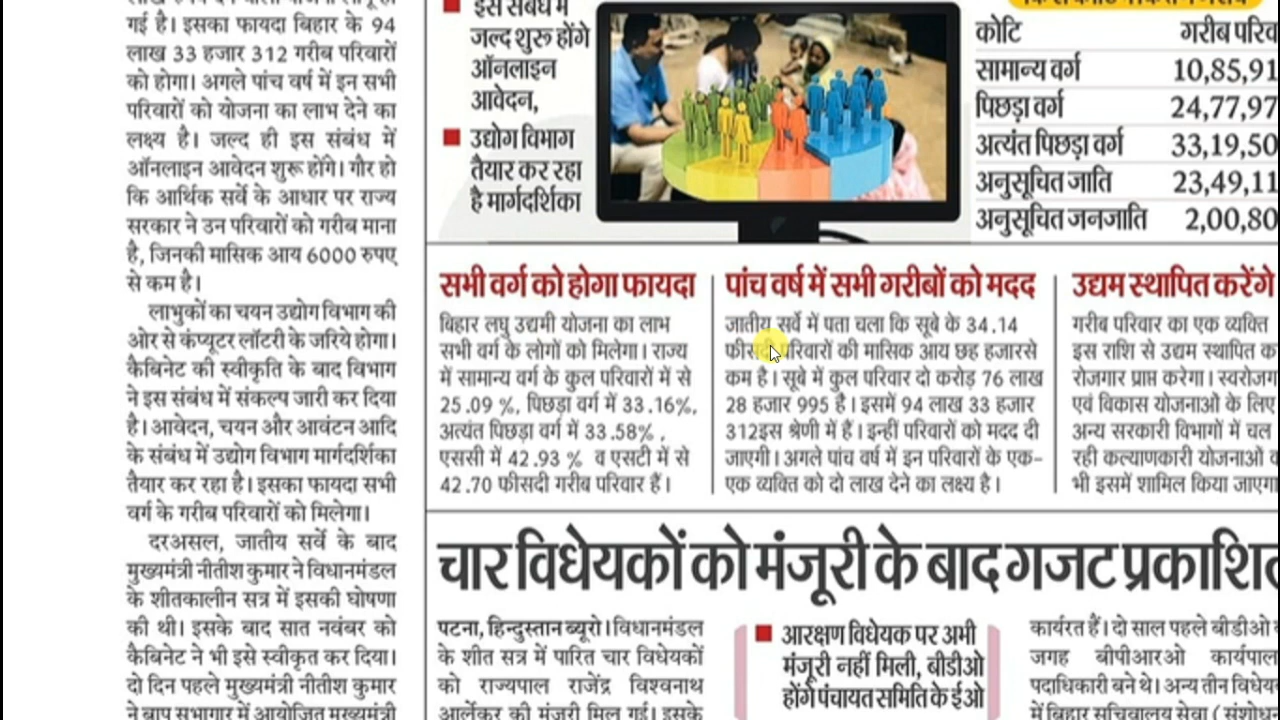 गई है। इसका फायदा बिहार के 94
लाख 33 हजार 312 गरीब परिवारों
को होगा। अगले पांच वर्ष में इन सभी
परिवारों को योजना का लाभ देने का
लक्ष्य है। जल्द ही इस संबंध में
ऑनलाइन आवेदन शुरू होंगे। गौर हो
कि आर्थिक सर्वे के आधार पर राज्य
सरकार ने उन परिवारों को गरीब माना
है, जिनकी मासिक आय 6000 रुपए
से कम है।
लाभुकों का चयन उद्योग विभाग की
ओर से कंप्यूटर लॉटरी के जरिये होगा।
कैबिनेट की स्वीकृति के बाद विभाग
ने इस संबंध में संकल्प जारी कर दिया
है। आवेदन, चयन और आवंटन आदि
के संबंध में उद्योग विभाग मार्गदर्शिका
तैयार कर रहा है। इसका फायदा सभी
वर्ग के गरीब परिवारों को मिलेगा।
दरअसल, जातीय सर्वे के बाद
मुख्यमंत्री नीतीश कुमार ने विधानमंडल
के शीतकालीन सत्र में इसकी घोषणा
की थी। इसके बाद सात नवंबर को
कैबिनेट ने भी इसे स्वीकृत कर दिया।
दो दिन पहले मुख्यमंत्री नीतीश कुमार
ने बापू सभागार में आयोजित मुख्यमंत्री
इस संबंध में
जल्द शुरू होंगे
ऑनलाइन
आवेदन,
उद्योग विभाग
तैयार कर रहा
है मार्गदर्शिका
कोटि गरीब परिव
सामान्य वर्ग 10,85,91
पिछड़ा वर्ग 24,77,97
अत्यंत पिछड़ा वर्ग 33,19,50
अनुसूचित जाति 23,49,11
अनुसूचित जनजाति 2,00,80
सभी वर्ग को होगा फायदा
बिहार लघु उद्यमी योजना का लाभ
सभी वर्ग के लोगों को मिलेगा। राज्य
में सामान्य वर्ग के कुल परिवारों में से
25.09 %, पिछड़ा वर्ग में 33.16%,
अत्यंत पिछड़ा वर्ग में 33.58% ,
एससी में 42.93 % व एसटी में से
42.70 फीसदी गरीब परिवार हैं।
पांच वर्ष में सभी गरीबों को मदद
जातीय सर्वे में पता चला कि सूबे के 34.14
फीसदी परिवारों की मासिक आय छह हजारसे
कम है। सूबे में कुल परिवार दो करोड़ 76 लाख
28 हजार 995 है। इसमें 94 लाख 33 हजार
312इस श्रेणी में हैं। इन्हीं परिवारों को मदद दी
जाएगी। अगले पांच वर्ष में इन परिवारों के एक-
एक व्यक्ति को दो लाख देने का लक्ष्य है।
उद्यम स्थापित करेंगे
गरीब परिवार का एक व्यक्ति
इस राशि से उद्यम स्थापित क
रोजगार प्राप्त करेगा। स्वरोजग
एवं विकास योजनाओं के लिए
अन्य सरकारी विभागों में चल
रही कल्याणकारी योजनाओं क
भी इसमें शामिल किया जाएगा
चार विधेयकों को मंजूरी के बाद गजट प्रकाशित
पटना, हिन्दुस्तान ब्यूरो। विधानमंडल
के शीत सत्र में पारित चार विधेयकों
को राज्यपाल राजेंद्र विश्वनाथ
आर्लेकर की मंजूरी मिल गई। इसके
आरक्षण विधेयक पर अभी
मंजूरी नहीं मिली, बीडीओ
होंगे पंचायत समिति के ईओ
कार्यरत हैं। दो साल पहले बीडीओ
जगह बीपीआरओ कार्यपाल
पदाधिकारी बने थे। अन्य तीन विधेय
में बिहार सचिवालय सेवा (संशोधन